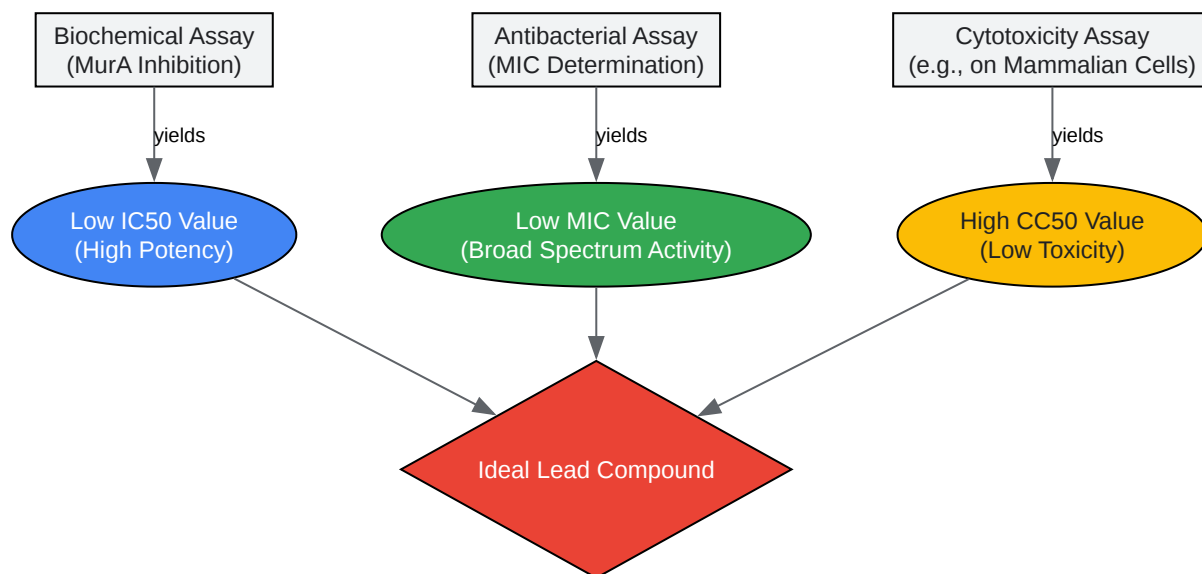 Biochemical Assay
(MurA Inhibition)
Antibacterial Assay
(MIC Determination)
Cytotoxicity Assay
(e.g., on Mammalian Cells)
yields
yields
yields
Low IC50 Value
(High Potency)
Low MIC Value
(Broad Spectrum Activity)
High CC50 Value
(Low Toxicity)
Ideal Lead Compound